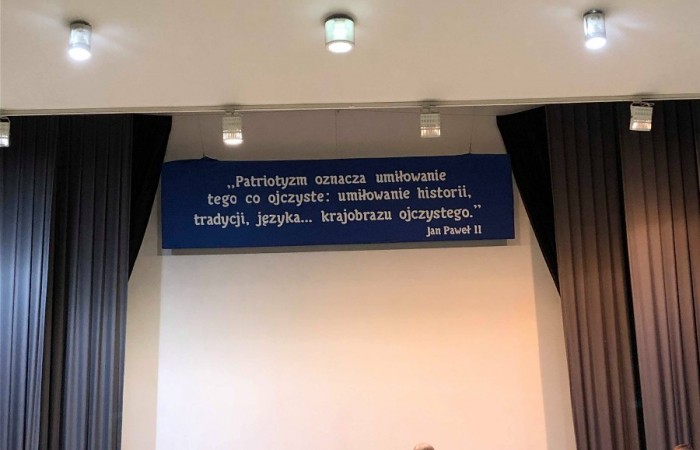 „Patriotyzm oznacza umiłowanie
tego co ojczyste: umiłowanie historii,
tradycji, języka... krajobrazu ojczystego.”
Jan Paweł II